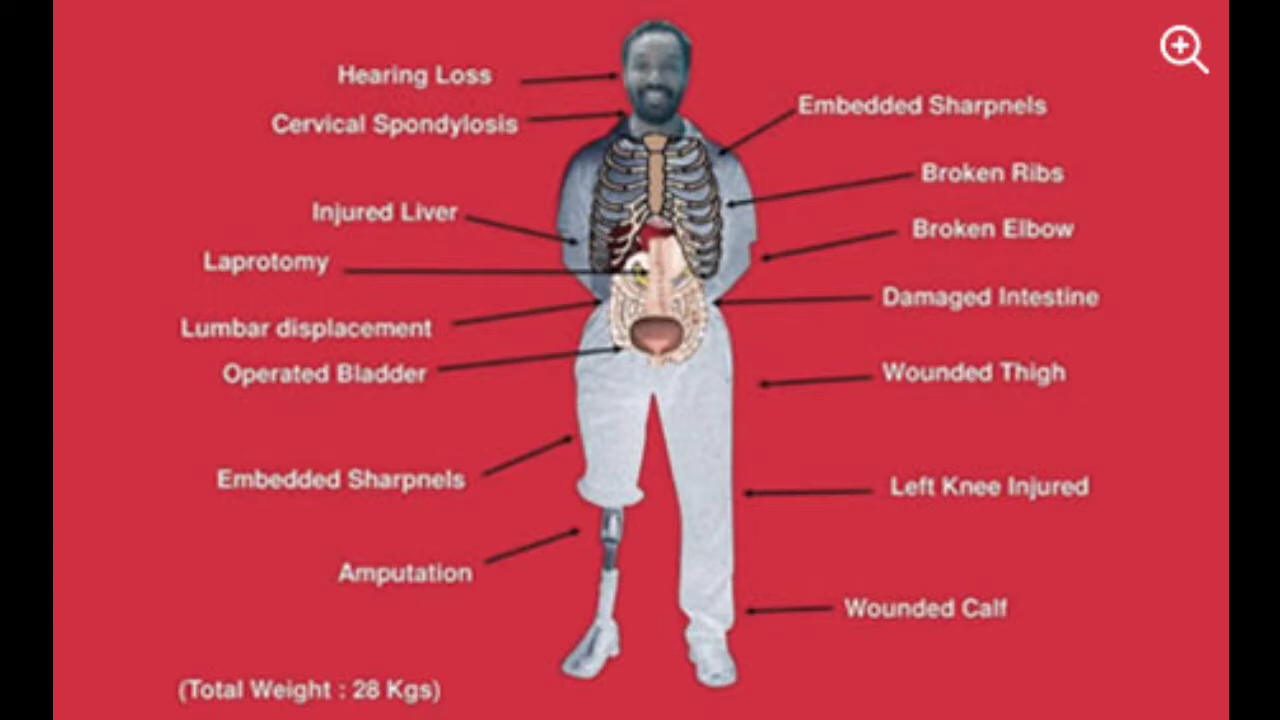 Hearing Loss
Cervical Spondylosis
Injured Liver
Laprotomy
Lumbar displacement
Operated Bladder
Embedded Sharpnels
Amputation
(Total Weight : 28 Kgs)
Embedded Sharpnels
Broken Ribs
Broken Elbow
Damaged Intestine
Wounded Thigh
Left Knee Injured
Wounded Calf